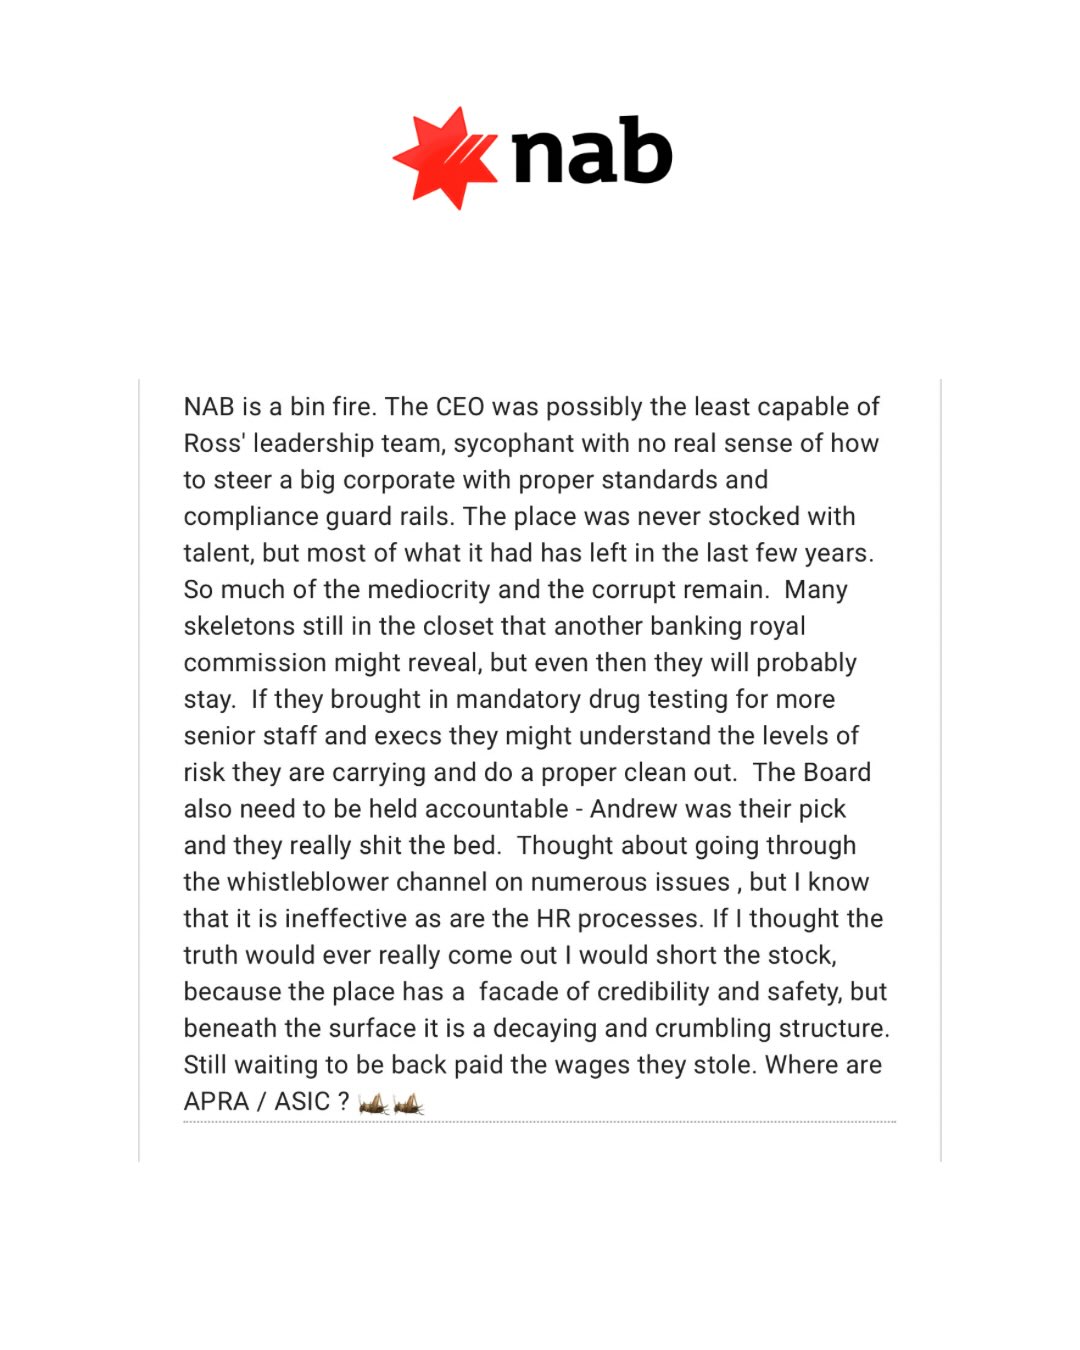 nab
NAB is a bin fire. The CEO was possibly the least capable of
Ross' leadership team, sycophant with no real sense of how
to steer a big corporate with proper standards and
compliance guard rails. The place was never stocked with
talent, but most of what it had has left in the last few years.
So much of the mediocrity and the corrupt remain.  Many
skeletons still in the closet that another banking royal
commission might reveal, but even then they will probably
stay.  If they brought in mandatory drug testing for more
senior staff and execs they might understand the levels of
risk they are carrying and do a proper clean out.  The Board
also need to be held accountable - Andrew was their pick
and they really shit the bed.  Thought about going through
the whistleblower channel on numerous issues , but I know
that it is ineffective as are the HR processes. If I thought the
truth would ever really come out I would short the stock,
because the place has a  facade of credibility and safety, but
beneath the surface it is a decaying and crumbling structure.
Still waiting to be back paid the wages they stole. Where are
APRA / ASIC ? 🦗🦗